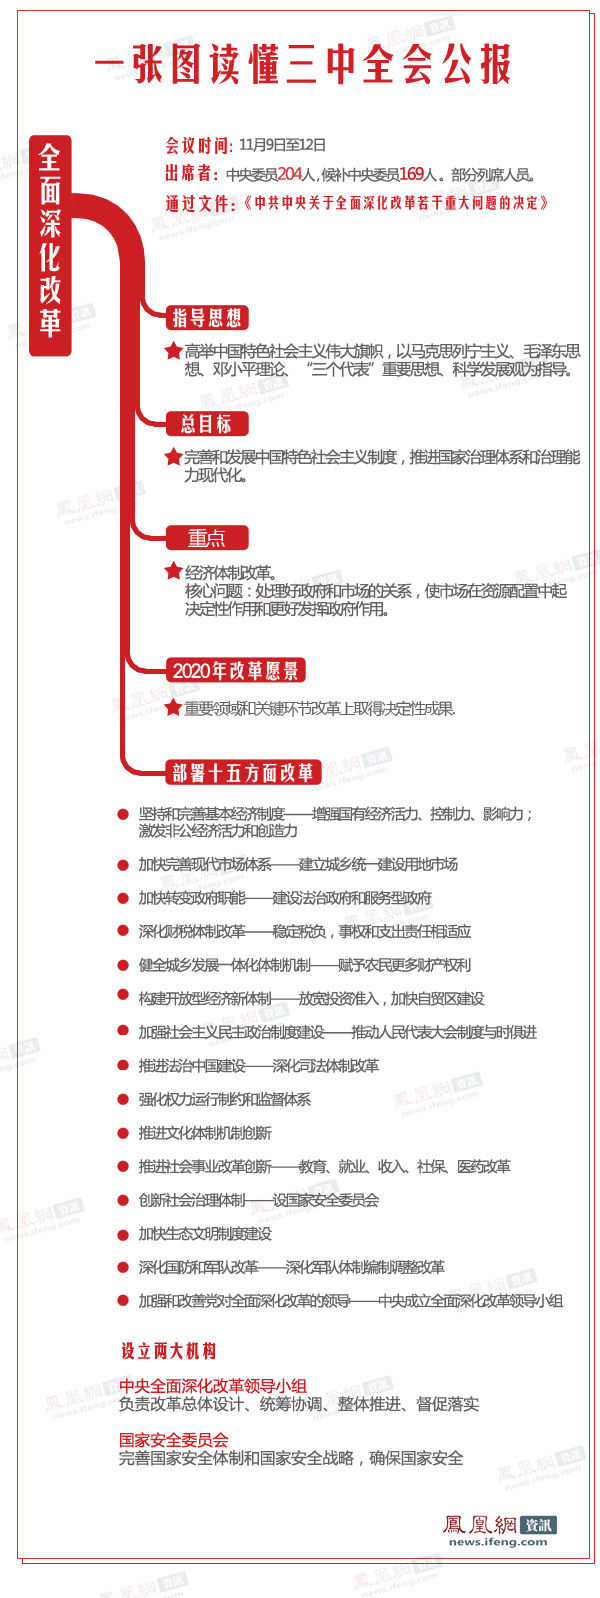 一张图读懂三中全会公报
全面深化改革
会议时间：11月9日至12日
出席者：中央委员204人，候补中央委员169人。部分列席人员。
通过文件：《中共中央关于全面深化改革若干重大问题的决定》
指导思想
高举中国特色社会主义伟大旗帜，以马克思列宁主义、毛泽东思
想、邓小平理论、“三个代表”重要思想、科学发展观为指导。
总目标
完善和发展中国特色社会主义制度，推进国家治理体系和治理能
力现代化。
重点
经济体制改革。
核心问题：处理好政府和市场的关系，使市场在资源配置中起
决定性作用和更好发挥政府作用。
2020年改革愿景
重要领域和关键环节改革上取得决定性成果.
部署十五方面改革
坚持和完善基本经济制度——增强国有经济活力、控制力、影响力；
激发非公经济活力和创造力
加快完善现代市场体系——建立城乡统一建设用地市场
加快转变政府职能——建设法治政府和服务型政府
深化财税体制改革——稳定税负，事权和支出责任相适应
健全城乡发展一体化体制机制——赋予农民更多财产权利
构建开放型经济新体制——放宽投资准入，加快自贸区建设
加强社会主义民主政治制度建设——推动人民代表大会制度与时俱进
推进法治中国建设——深化司法体制改革
强化权力运行制约和监督体系
推进文化体制机制创新
推进社会事业改革创新——教育、就业、收入、社保、医药改革
创新社会治理体制——设国家安全委员会
加快生态文明制度建设
深化国防和军队改革——深化军队体制编制调整改革
加强和改善党对全面深化改革的领导——中央成立全面深化改革领导小组
设立两大机构
中央全面深化改革领导小组
负责改革总体设计、统筹协调、整体推进、督促落实
国家安全委员会
完善国家安全体制和国家安全战略，确保国家安全
鳳凰網 資訊
news.ifeng.com